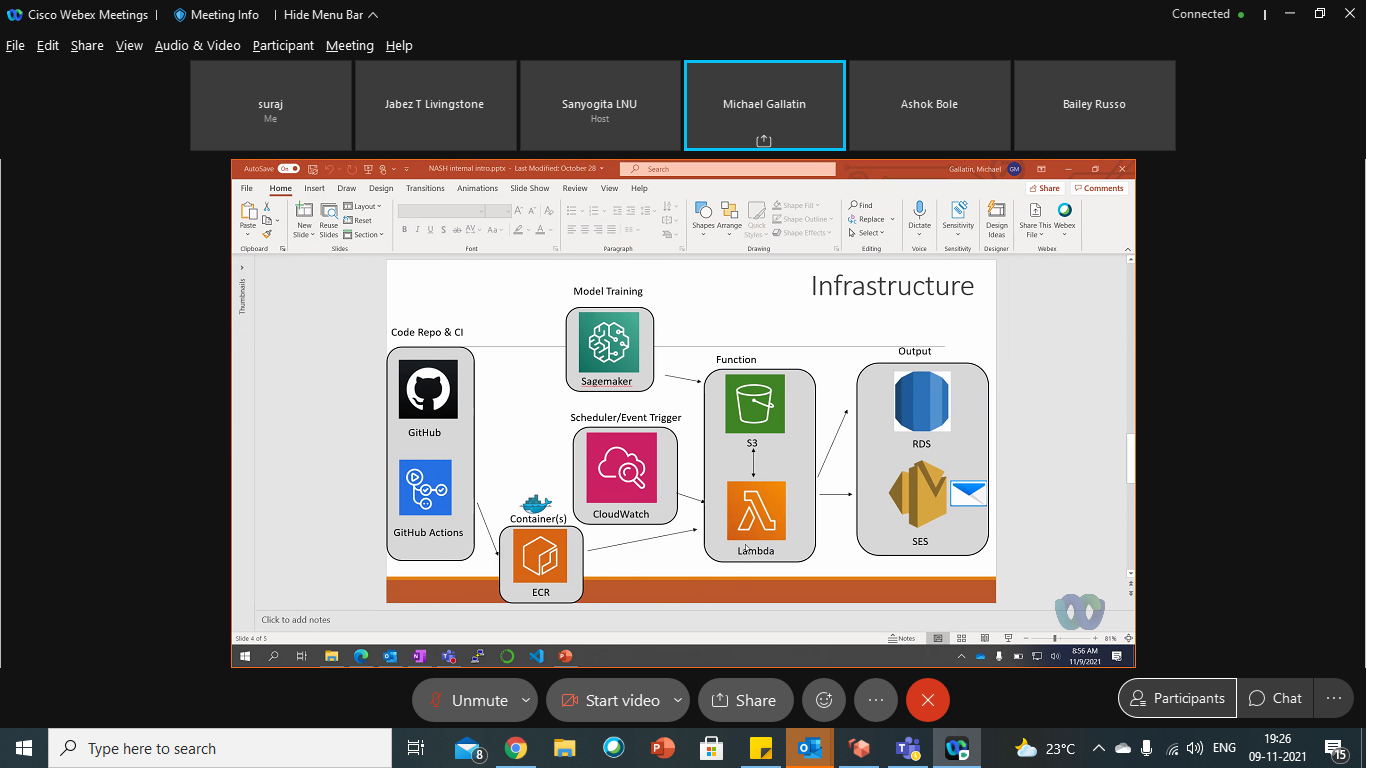 Cisco Webex Meetings | Meeting Info | Hide Menu Bar
Connected
File Edit Share View Audio & Video Participant Meeting Help
suraj
Me
Jabez T Livingstone
Sanyogita LNU
Host
Michael Gallatin
Ashok Bole
Bailey Russo
AutoSave On NASH internal intro.pptx - Last Modified: October 28 Search Gallatin, Michael GM
File Home Insert Draw Design Transitions Animations Slide Show Review View Help Share Comments
Paste
New Slides
Reuse Slides
Layout
Reset
Section
B I U S ab AV Aa A
Shapes Arrange Quick Styles
Shape Fill
Shape Outline
Shape Effects
Find
Replace
Select
Dictate Sensitivity Design Ideas Share This File Webex
Clipboard Slides Font Paragraph Drawing Editing Voice Sensitivity Designer Webex
Thumbnails
Infrastructure
Model Training
Sagemaker
Code Repo & CI
GitHub
GitHub Actions
Scheduler/Event Trigger
CloudWatch
Container(s)
ECR
Function
S3
Lambda
Output
RDS
SES
Click to add notes
Slide 4 of 5 Notes 81%
8:56 AM
11/9/2021
Unmute Start video Share Participants Chat
Type here to search
8
23°C ENG
19:26
09-11-2021
15